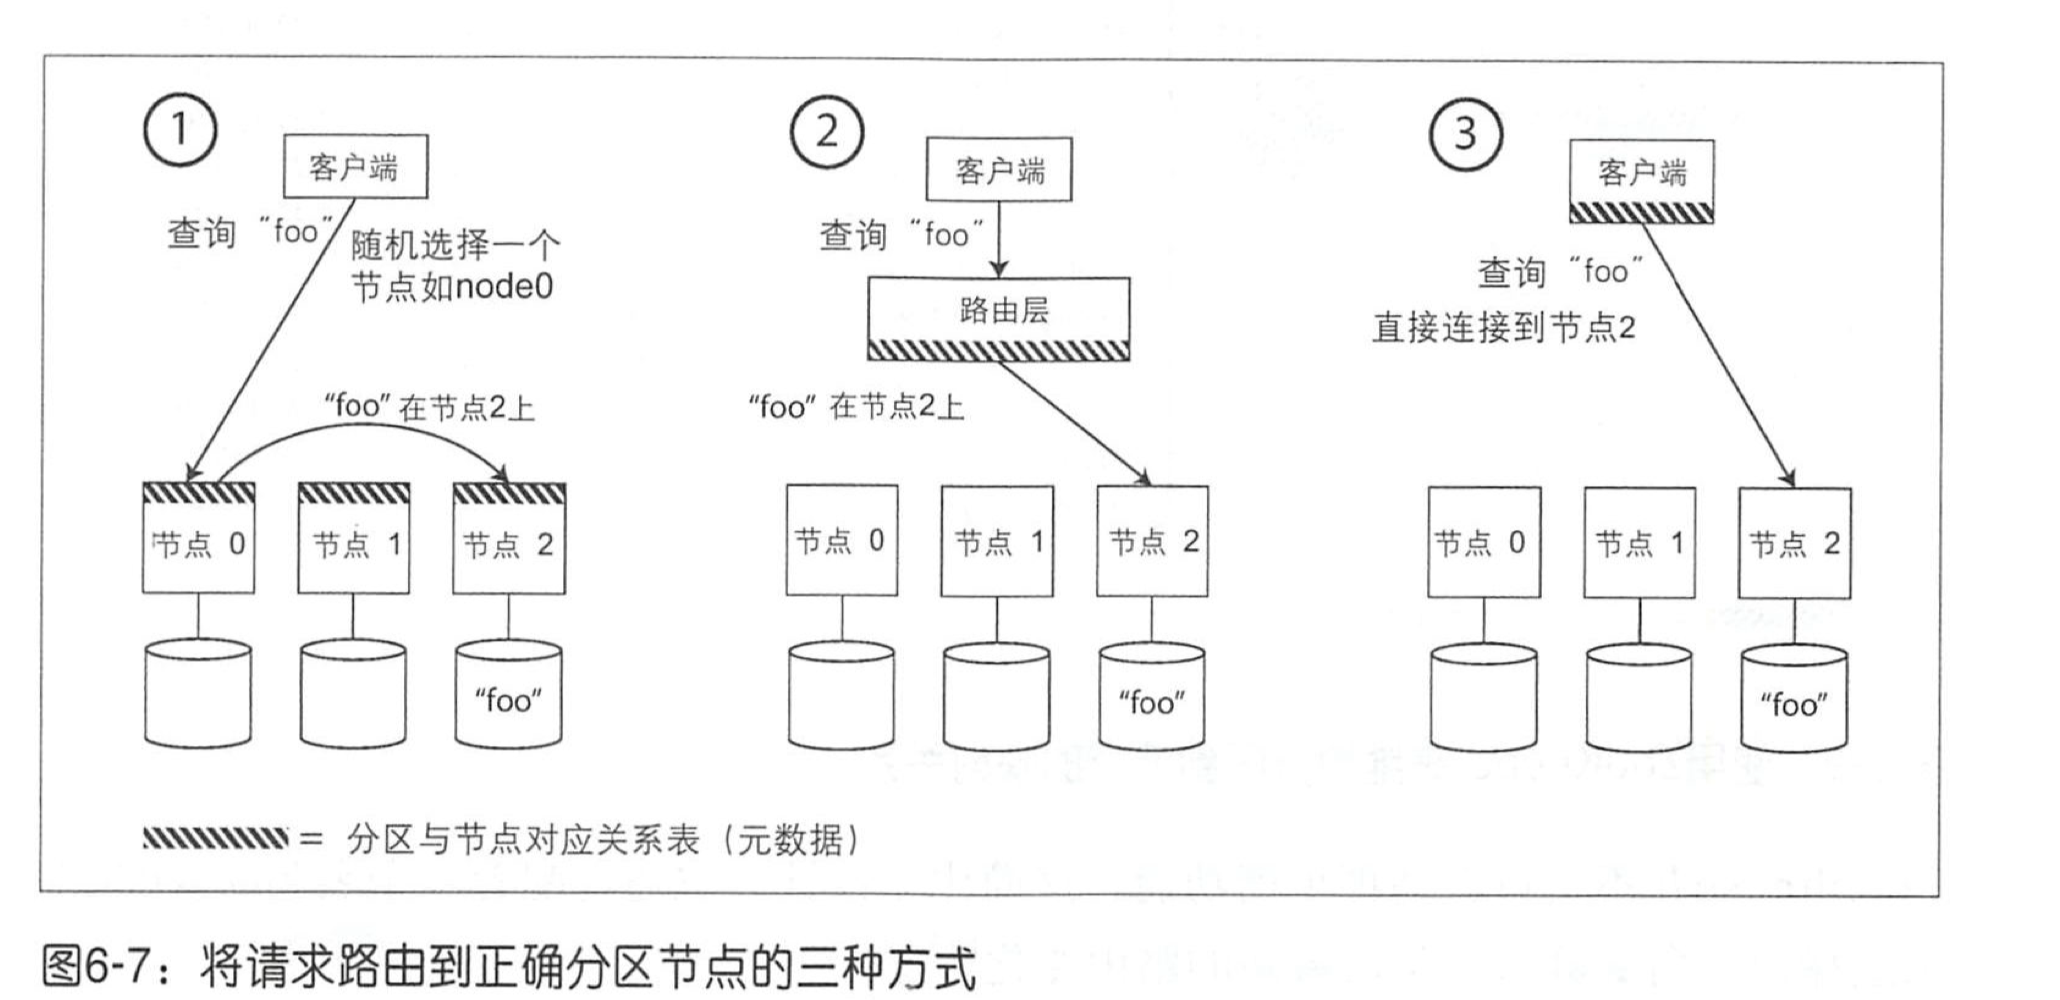 1
客户端
查询 “foo”
随机选择一个
节点如node0
“foo” 在节点2上
节点 0
节点 1
节点 2
“foo”
2
客户端
查询 “foo”
路由层
“foo” 在节点2上
节点 0
节点 1
节点 2
“foo”
3
客户端
查询 “foo”
直接连接到节点2
节点 0
节点 1
节点 2
“foo”
= 分区与节点对应关系表（元数据）
图6-7：将请求路由到正确分区节点的三种方式